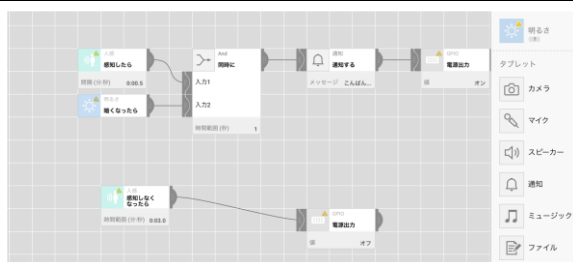 人感
感知したら
間隔(分:秒) 0:00.5
明るさ
暗くなったら
And
同時に
入力1
入力2
時間範囲(秒) 1
通知
通知する
メッセージ こんばん...
GPIO
電源出力
値 オン
人感
感知しなく
なったら
時間範囲(分:秒) 0:03.0
GPIO
電源出力
値 オフ
明るさ
タブレット
カメラ
マイク
スピーカー
通知
ミュージック
ファイル